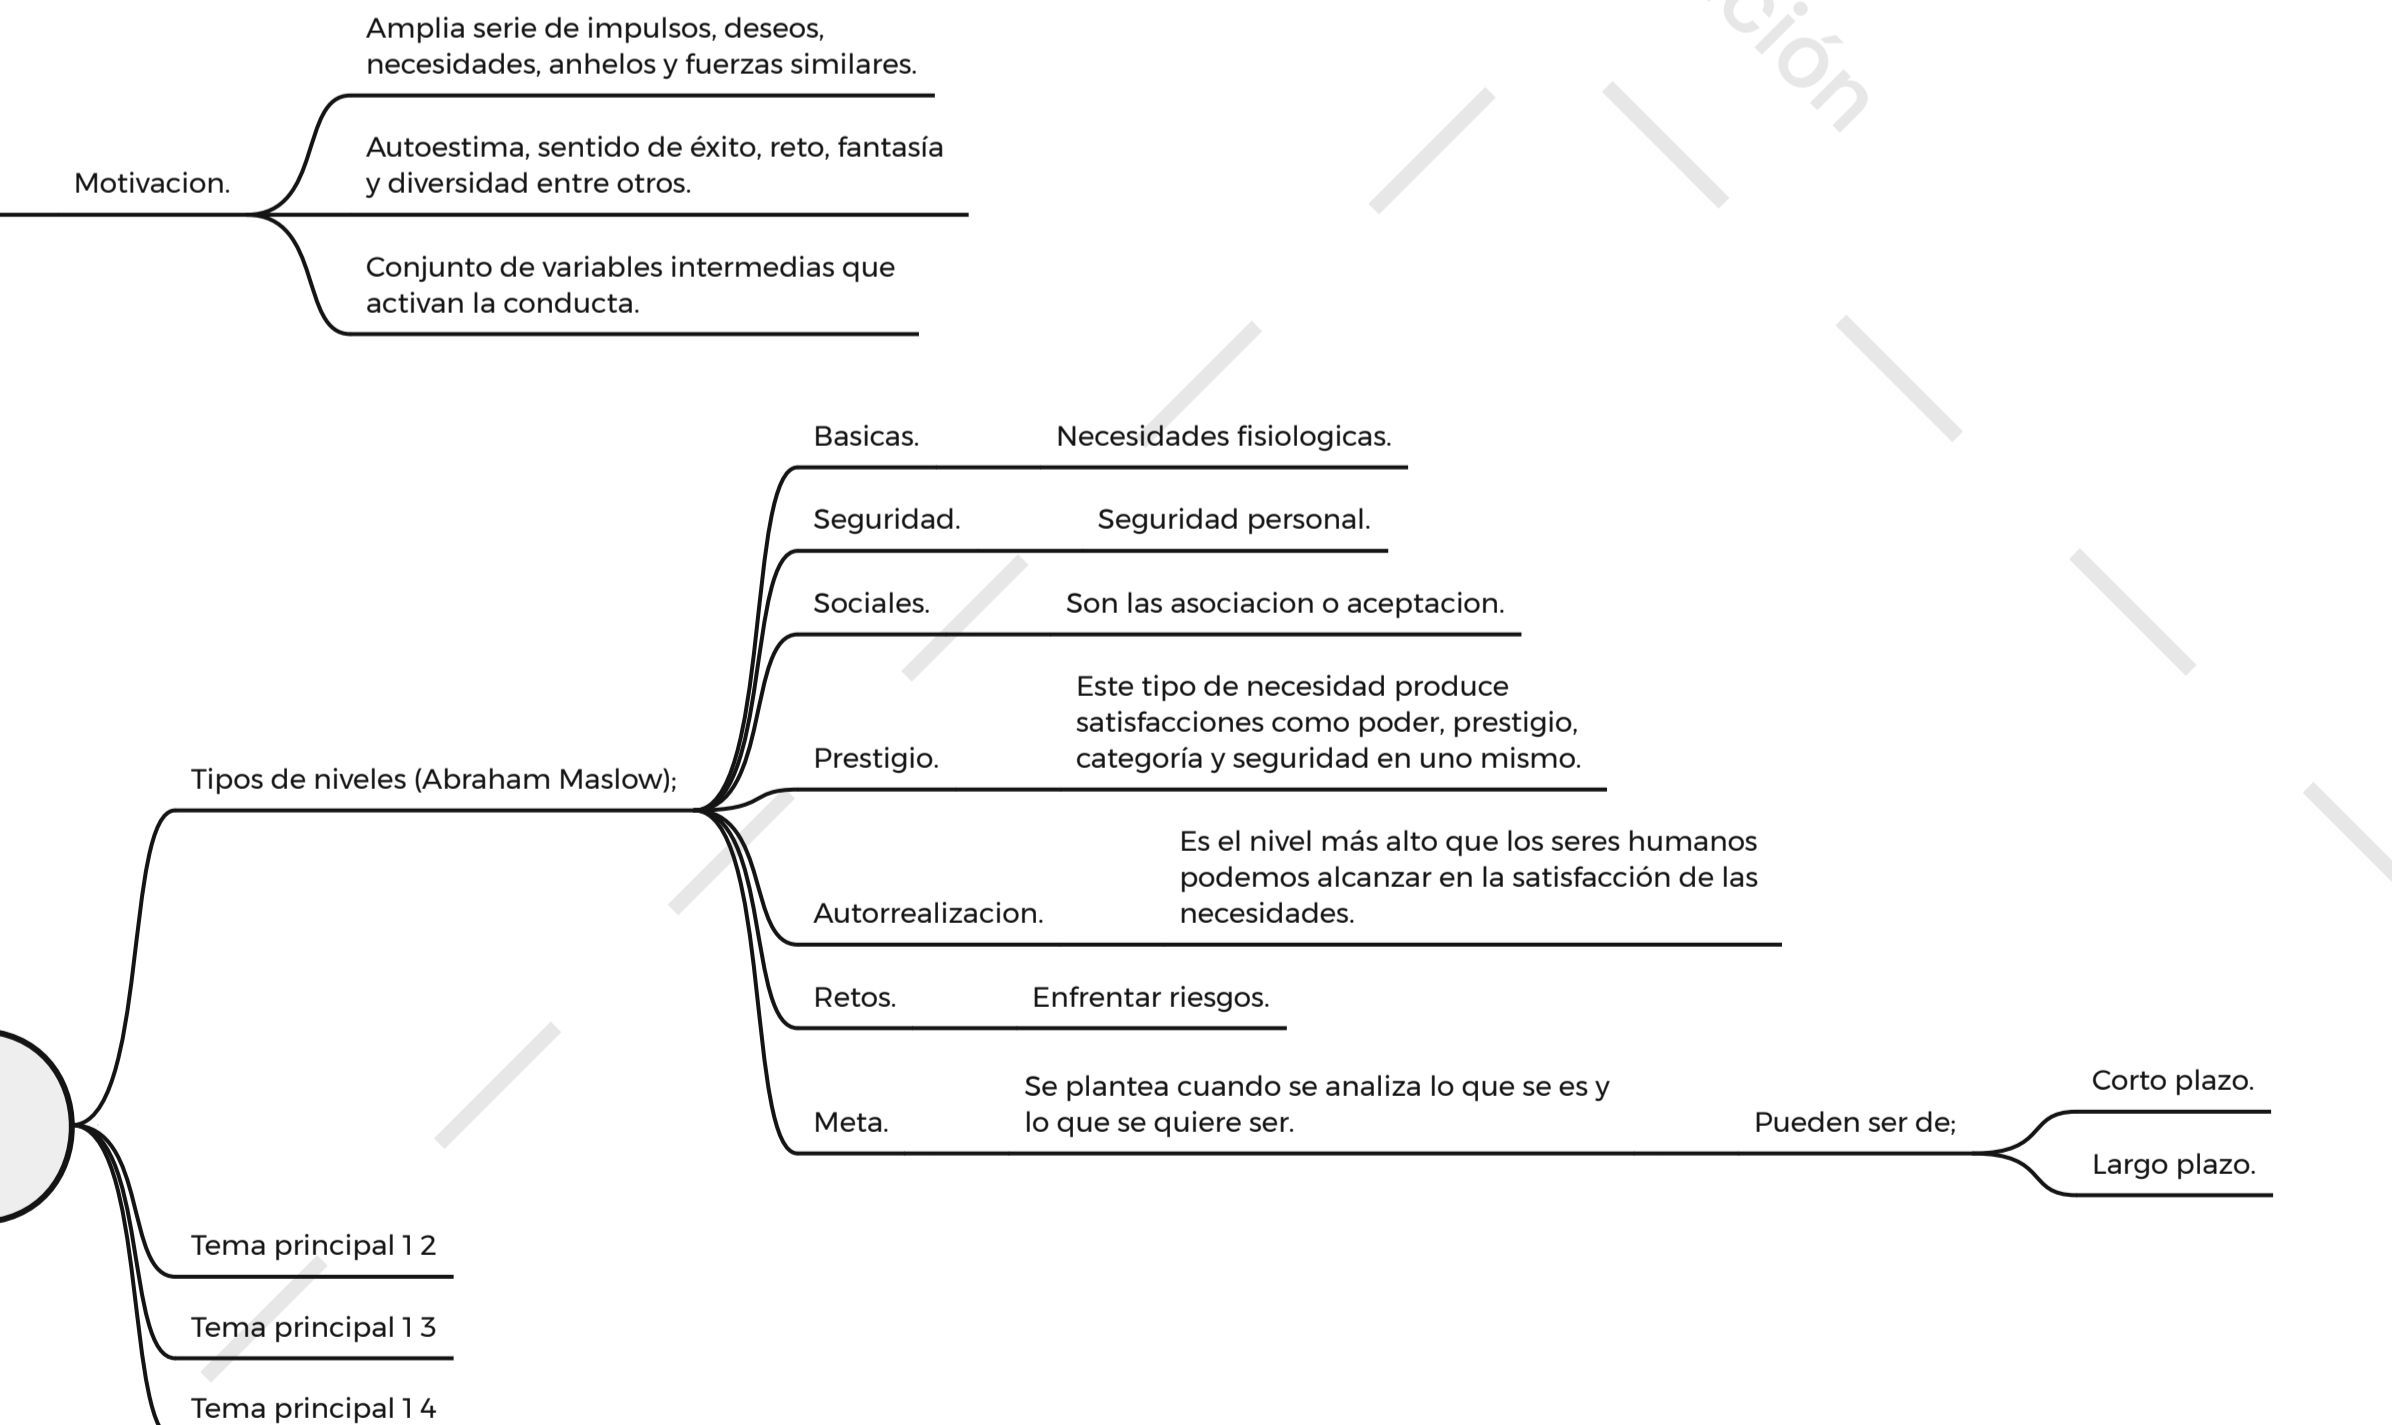 ción
Amplia serie de impulsos, deseos,
necesidades, anhelos y fuerzas similares.
Autoestima, sentido de éxito, reto, fantasía
y diversidad entre otros.
Motivacion.
Conjunto de variables intermedias que
activan la conducta.
Basicas.
Necesidades fisiologicas.
Seguridad.
Seguridad personal.
Sociales.
Son las asociacion o aceptacion.
Este tipo de necesidad produce
satisfacciones como poder, prestigio,
categoría y seguridad en uno mismo.
Prestigio.
Tipos de niveles (Abraham Maslow);
Es el nivel más alto que los seres humanos
podemos alcanzar en la satisfacción de las
necesidades.
Autorrealizacion.
Retos.
Enfrentar riesgos.
Se plantea cuando se analiza lo que se es y
lo que se quiere ser.
Meta.
Pueden ser de;
Corto plazo.
Largo plazo.
Tema principal 1 2
Tema principal 1 3
Tema principal 1 4